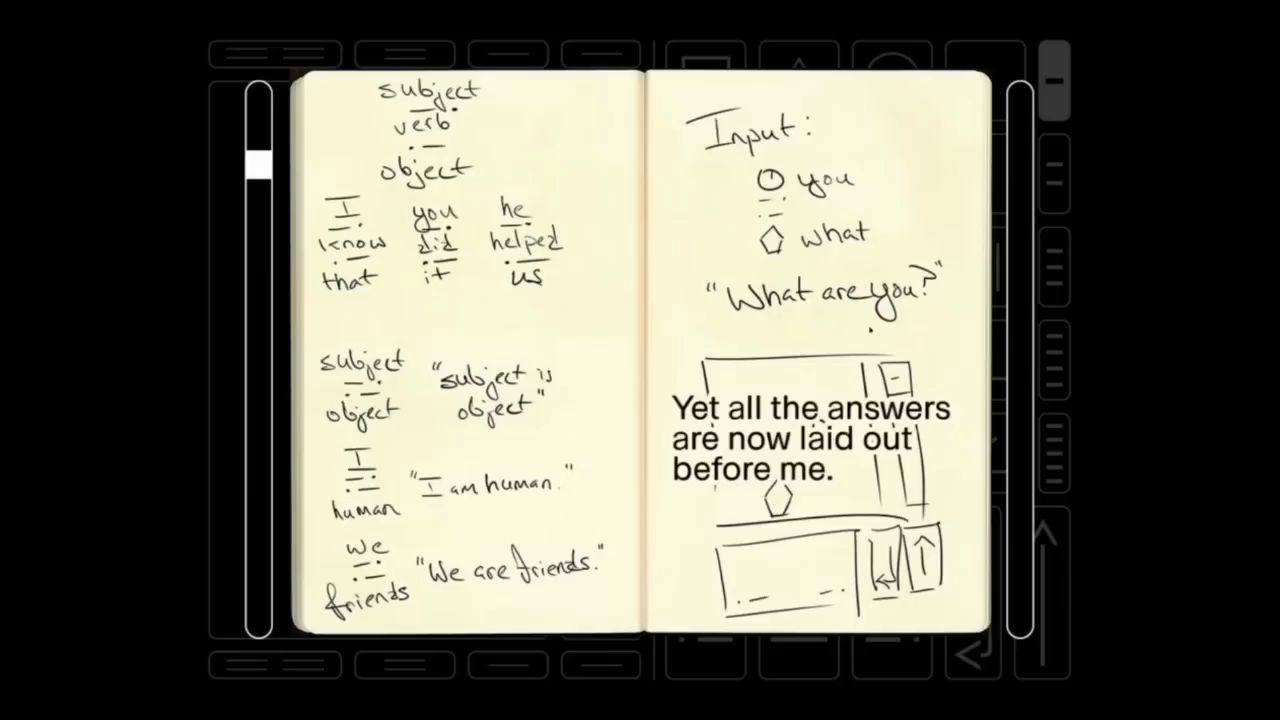 subject
verb
object
I you he
know did helped
that it us
subject "subject is
object object"
I
human "I am human."
we
friends "We are friends."
Input:
you
what
"What are you?"
Yet all the answers
are now laid out
before me.